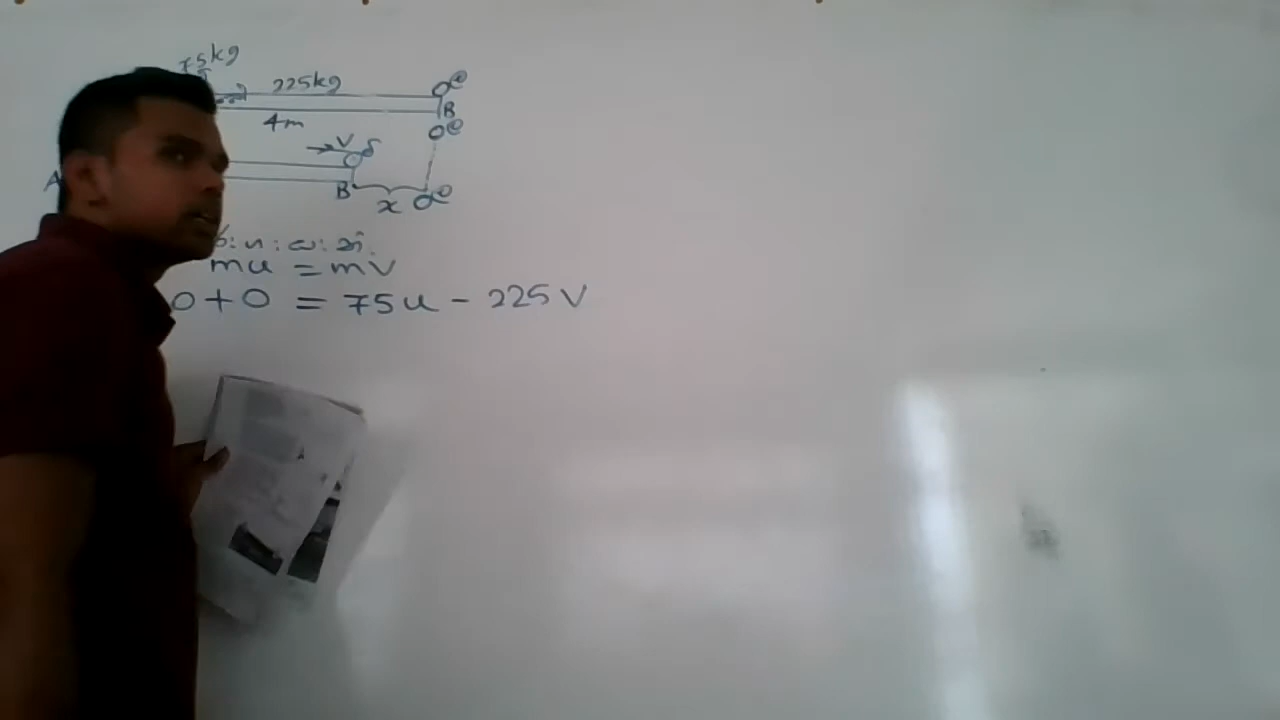 75kg
225kg
B
4m
V
A
B
x
mu = mv
0 + 0 = 75u - 225V